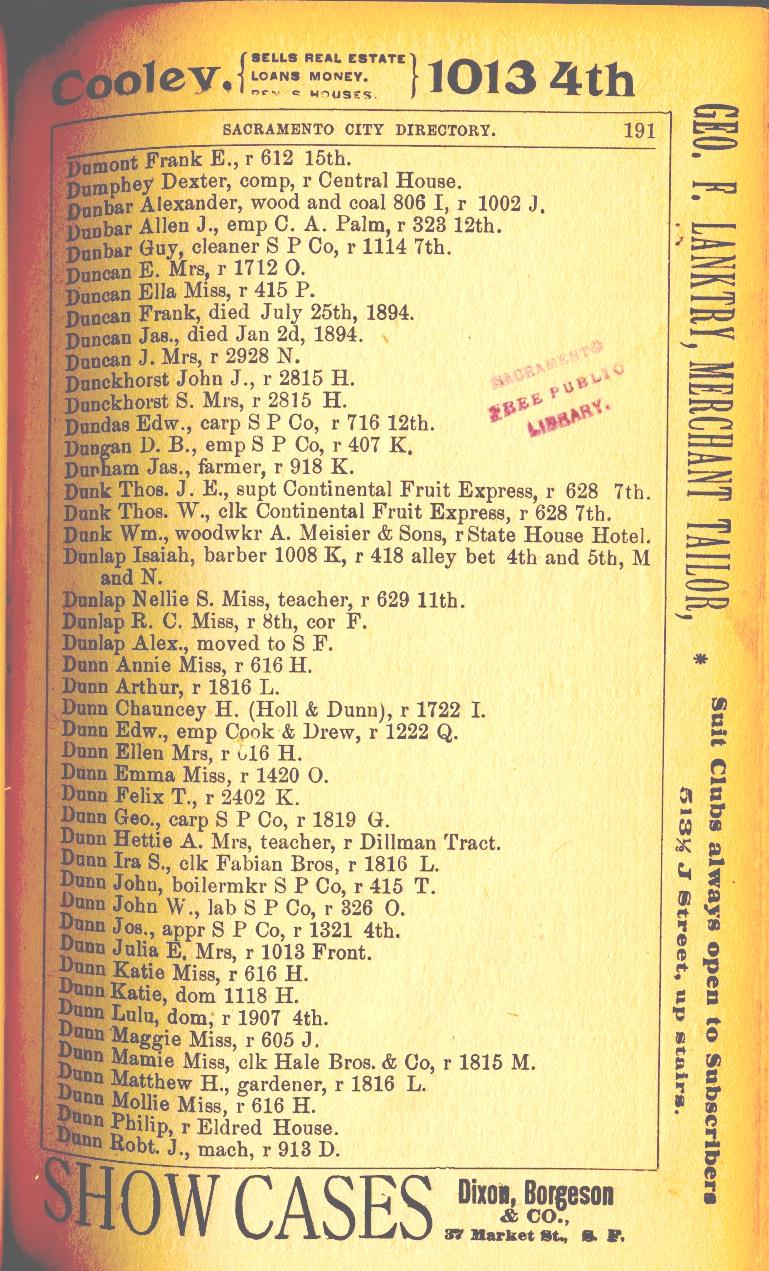 Cooley. { SELLS REAL ESTATE LOANS MONEY. HOUSES. } 1013 4th
SACRAMENTO CITY DIRECTORY. 191
Dumont Frank E., r 612 15th.
Dumphey Dexter, comp, r Central House.
Dunbar Alexander, wood and coal 806 I, r 1002 J.
Dunbar Allen J., emp C. A. Palm, r 323 12th.
Dunbar Guy, cleaner S P Co, r 1114 7th.
Duncan E. Mrs, r 1712 O.
Duncan Ella Miss, r 415 P.
Duncan Frank, died July 25th, 1894.
Duncan Jas., died Jan 2d, 1894.
Duncan J. Mrs, r 2928 N.
Dunckhorst John J., r 2815 H.
Dunckhorst S. Mrs, r 2815 H.
Dundas Edw., carp S P Co, r 716 12th.
Dungan D. B., emp S P Co, r 407 K.
Durham Jas., farmer, r 918 K.
Dunk Thos. J. E., supt Continental Fruit Express, r 628 7th.
Dunk Thos. W., clk Continental Fruit Express, r 628 7th.
Dunk Wm., woodwkr A. Meisier & Sons, r State House Hotel.
Dunlap Isaiah, barber 1008 K, r 418 alley bet 4th and 5th, M
and N.
Dunlap Nellie S. Miss, teacher, r 629 11th.
Dunlap R. C. Miss, r 8th, cor F.
Dunlap Alex., moved to S F.
Dunn Annie Miss, r 616 H.
Dunn Arthur, r 1816 L.
Dunn Chauncey H. (Holl & Dunn), r 1722 I.
Dunn Edw., emp Cook & Drew, r 1222 Q.
Dunn Ellen Mrs, r 616 H.
Dunn Emma Miss, r 1420 O.
Dunn Felix T., r 2402 K.
Dunn Geo., carp S P Co, r 1819 G.
Dunn Hettie A. Mrs, teacher, r Dillman Tract.
Dunn Ira S., clk Fabian Bros, r 1816 L.
Dunn John, boilermkr S P Co, r 415 T.
Dunn John W., lab S P Co, r 326 O.
Dunn Jos., appr S P Co, r 1321 4th.
Dunn Julia E. Mrs, r 1013 Front.
Dunn Katie Miss, r 616 H.
Dunn Katie, dom 1118 H.
Dunn Lulu, dom, r 1907 4th.
Dunn Maggie Miss, r 605 J.
Dunn Mamie Miss, clk Hale Bros. & Co, r 1815 M.
Dunn Matthew H., gardener, r 1816 L.
Dunn Mollie Miss, r 616 H.
Dunn Philip, r Eldred House.
Dunn Robt. J., mach, r 913 D.
SACRAMENTO
FREE PUBLIC
LIBRARY.
GEO. F. LANKTRY, MERCHANT TAILOR, * Suit Clubs always open to Subscribers
513½ J Street, up stairs.
SHOW CASES
Dixon, Borgeson
& CO.,
37 Market St., S. F.